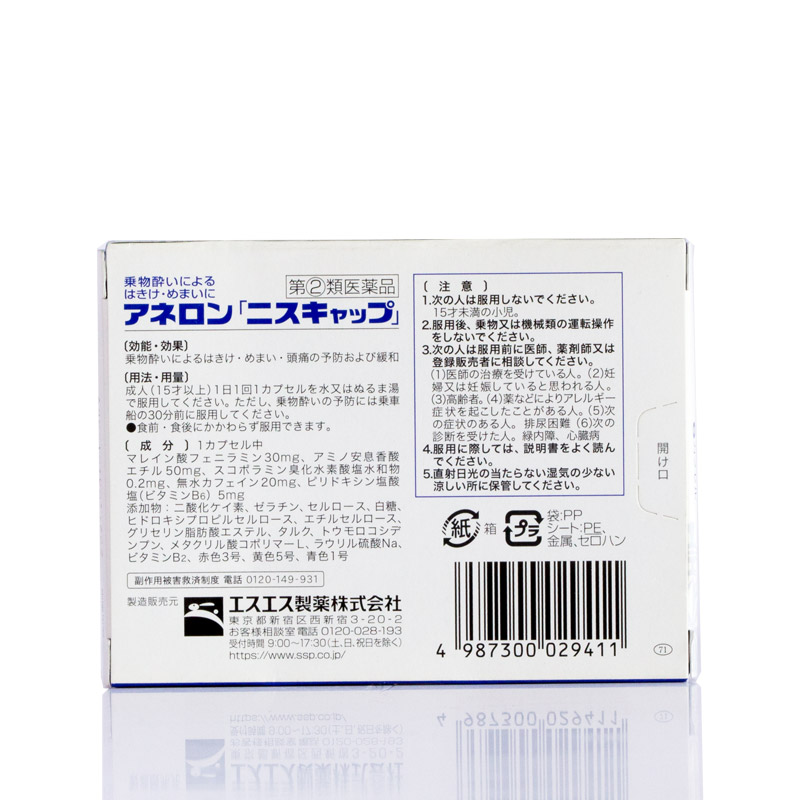 乗物酔いによる
はきけ・めまいに
第②類医薬品
アネロン「ニスキャップ」
〔効能・効果〕
乗物酔いによるはきけ・めまい・頭痛の予防および緩和
〔用法・用量〕
成人(15才以上)1日1回1カプセルを水又はぬるま湯
で服用してください。ただし、乗物酔いの予防には乗車
船の30分前に服用してください。
●食前・食後にかかわらず服用できます。
〔成分〕1カプセル中
マレイン酸フェニラミン30mg、アミノ安息香酸
エチル50mg、スコポラミン臭化水素酸塩水和物
0.2mg、無水カフェイン20mg、ピリドキシン塩酸
塩(ビタミンB₆) 5mg
添加物:二酸化ケイ素、ゼラチン、セルロース、白糖、
ヒドロキシプロピルセルロース、エチルセルロース、
グリセリン脂肪酸エステル、タルク、トウモロコシデ
ンプン、メタクリル酸コポリマーL、ラウリル硫酸Na、
ビタミンB₂、赤色3号、黄色5号、青色1号
副作用被害救済制度 電話 0120-149-931
製造販売元
エスエス製薬株式会社
東京都新宿区西新宿3-20-2
お客様相談室電話0120-028-193
受付時間 9:00〜17:30(土、日、祝日を除く)
https://www.ssp.co.jp/
〔注意〕
1.次の人は服用しないでください。
15才未満の小児。
2.服用後、乗物又は機械類の運転操作
をしないでください。
3.次の人は服用前に医師、薬剤師又は
登録販売者に相談してください。
(1)医師の治療を受けている人。(2)妊
婦又は妊娠していると思われる人。
(3)高齢者。(4)薬などによりアレルギー
症状を起こしたことがある人。(5)次
の症状のある人。排尿困難 (6)次の
診断を受けた人。緑内障、心臓病
4.服用に際しては、説明書をよく読ん
でください。
5.直射日光の当たらない湿気の少ない
涼しい所に保管してください。
開け口
紙
箱
プラ
袋:PP
シート:PE、
金属、セロハン
4 987300 029411
71